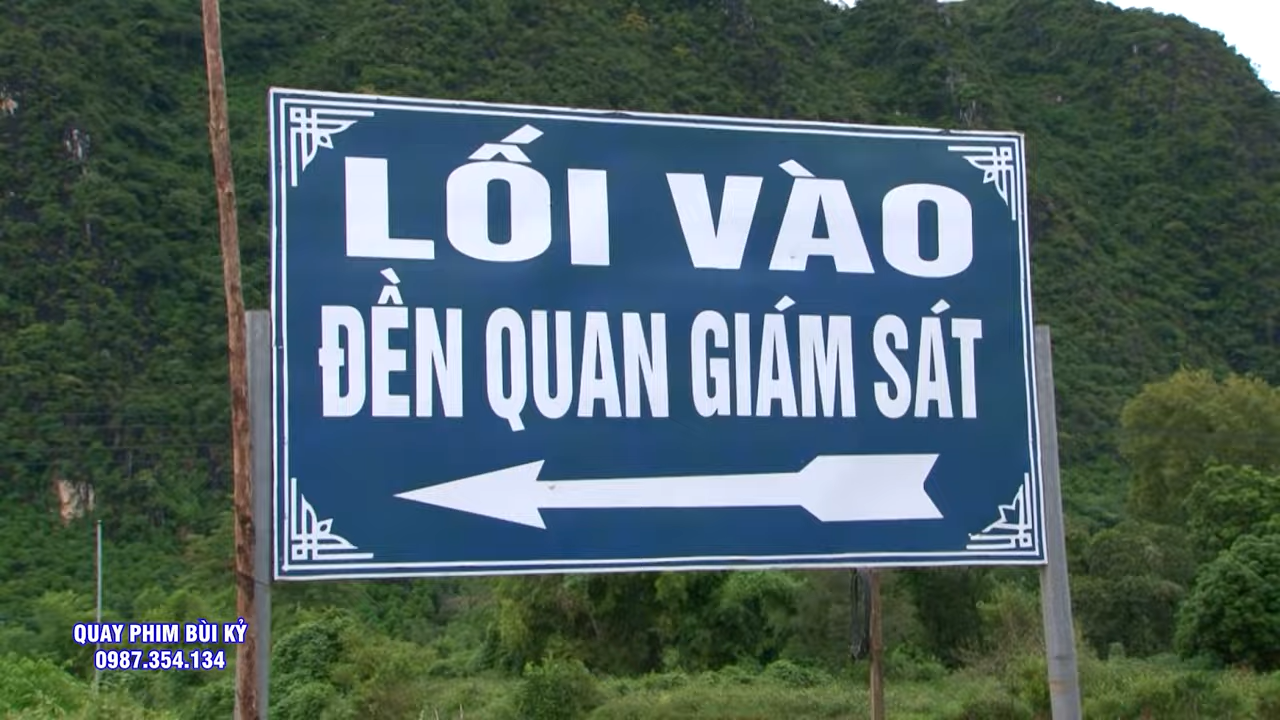 LỐI VÀO
ĐỀN QUAN GIÁM SÁT
QUAY PHIM BÙI KỶ
0987.354.134